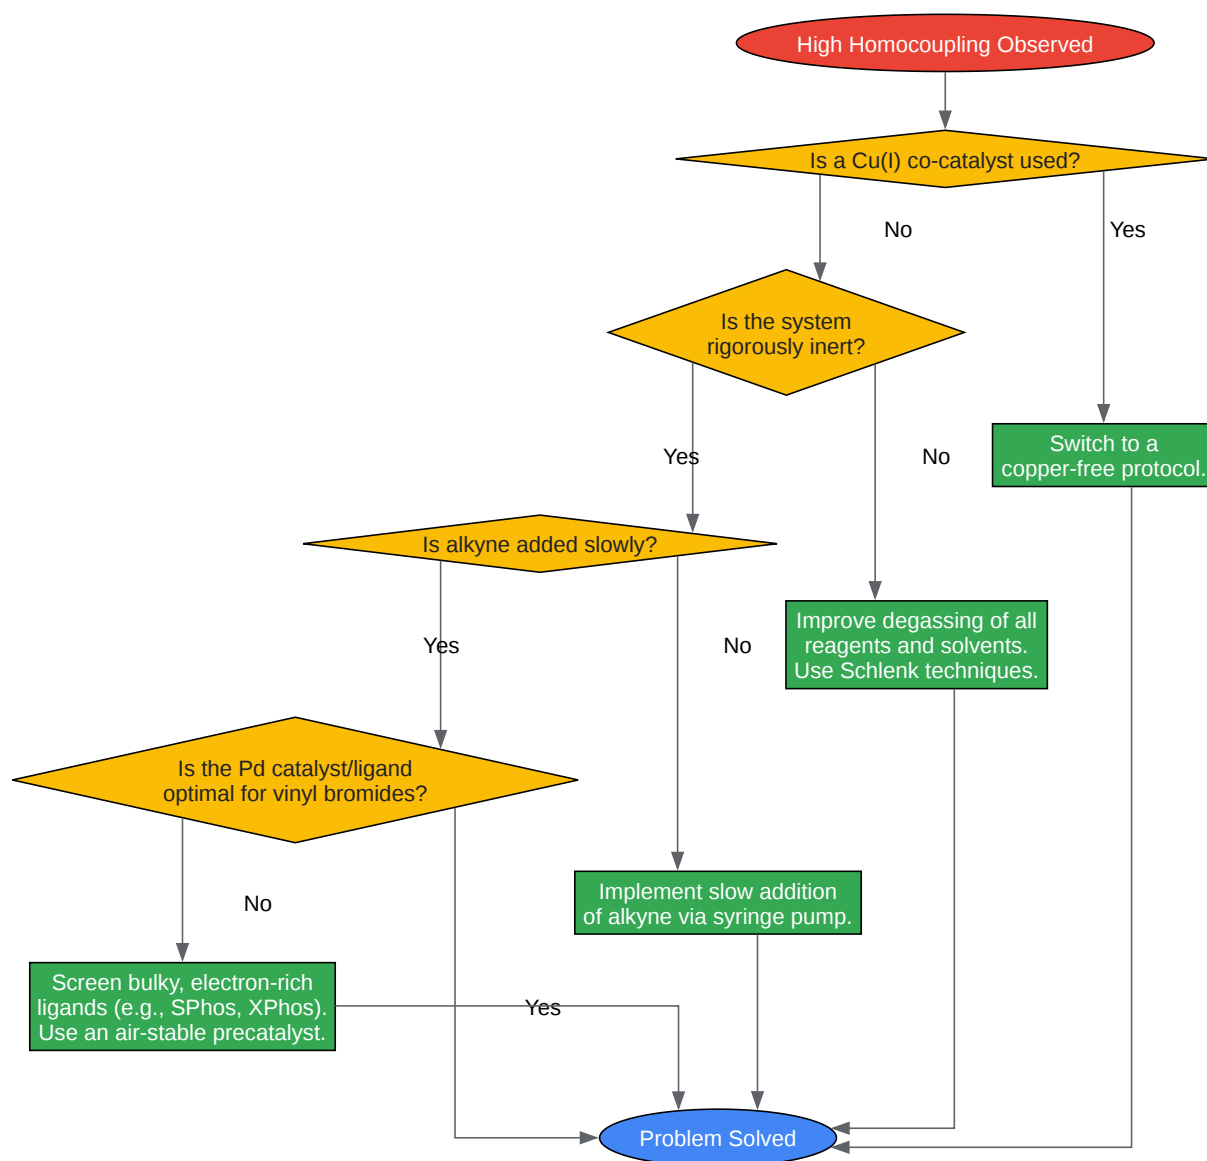 High Homocoupling Observed
Is a Cu(I) co-catalyst used?
No
Yes
Is the system
rigorously inert?
Switch to a
copper-free protocol.
Yes
No
Is alkyne added slowly?
Improve degassing of all
reagents and solvents.
Use Schlenk techniques.
Yes
No
Is the Pd catalyst/ligand
optimal for vinyl bromides?
Implement slow addition
of alkyne via syringe pump.
No
Screen bulky, electron-rich
ligands (e.g., SPhos, XPhos).
Use an air-stable precatalyst.
Yes
Problem Solved